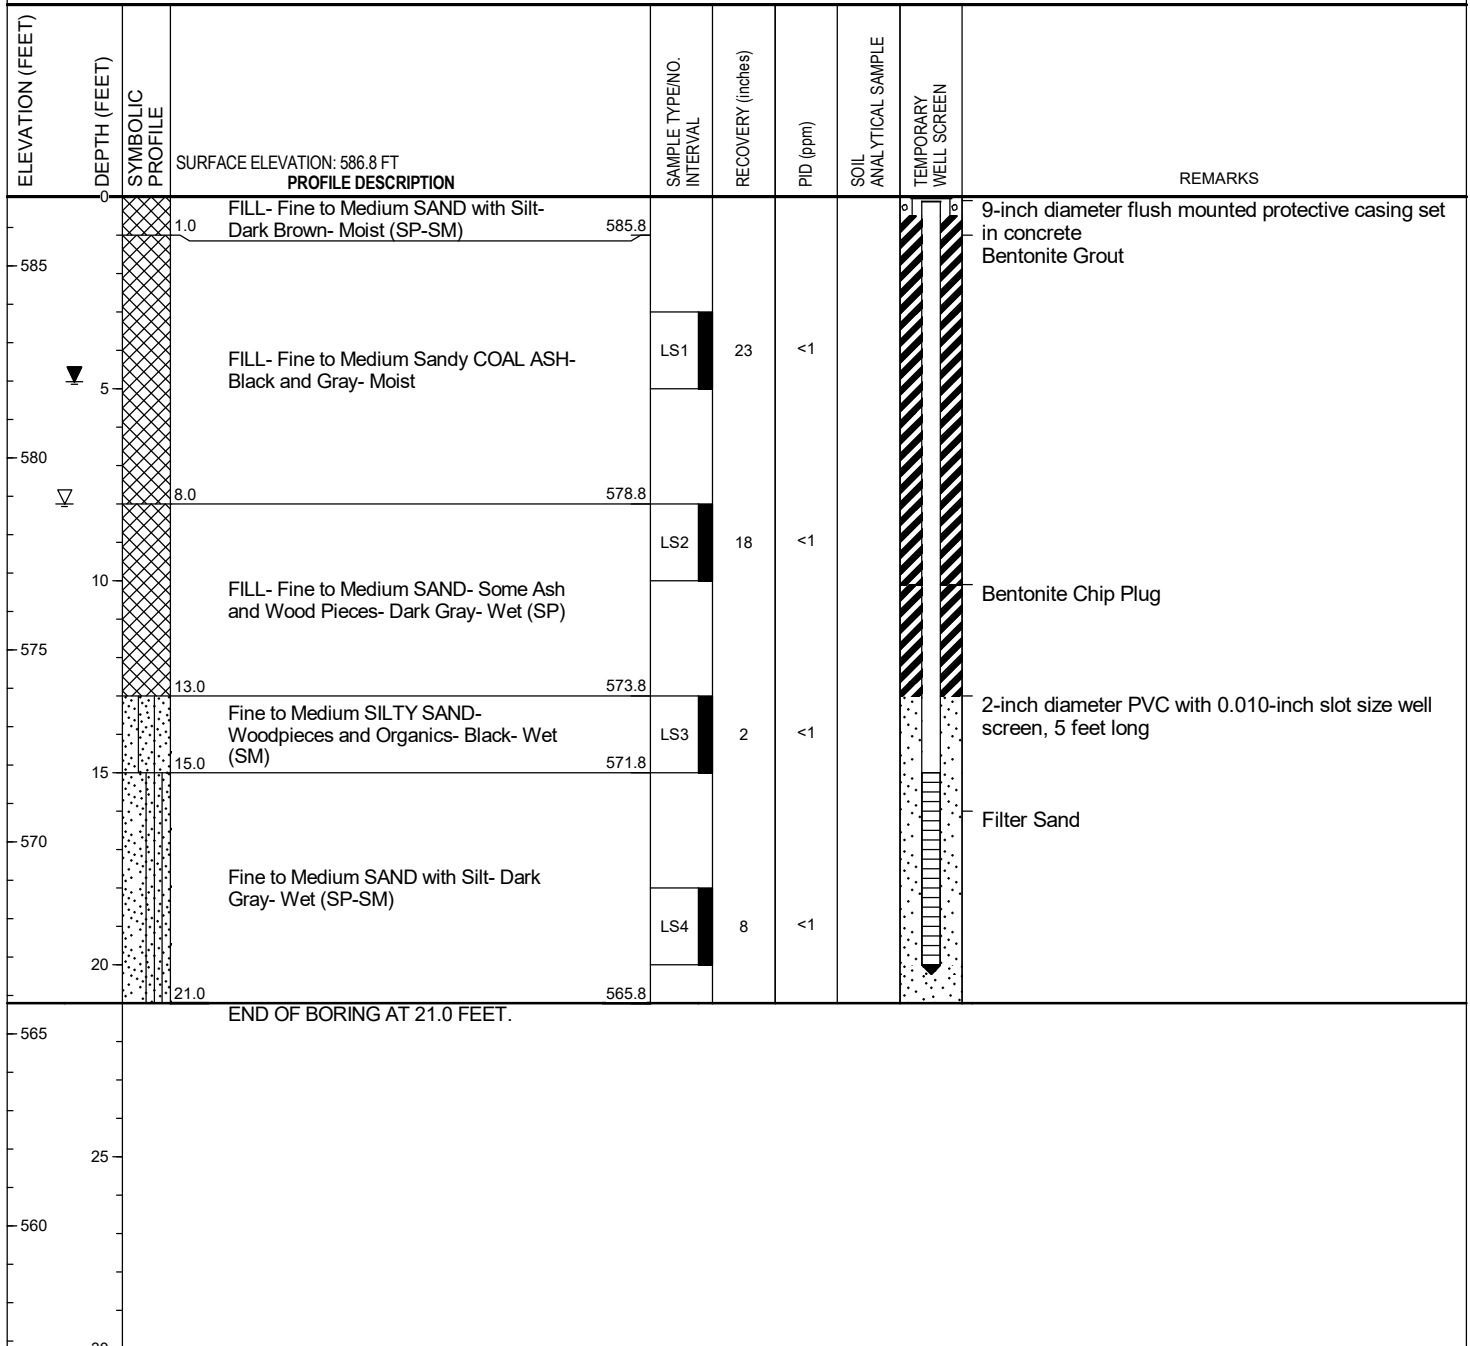 ELEVATION (FEET)
DEPTH (FEET)
SYMBOLIC
PROFILE
SURFACE ELEVATION: 586.8 FT
PROFILE DESCRIPTION
SAMPLE TYPE/NO.
INTERVAL
RECOVERY (inches)
PID (ppm)
SOIL
ANALYTICAL SAMPLE
TEMPORARY
WELL SCREEN
REMARKS
0
FILL- Fine to Medium SAND with Silt-
Dark Brown- Moist (SP-SM)
1.0
585.8
9-inch diameter flush mounted protective casing set
in concrete
Bentonite Grout
585
FILL- Fine to Medium Sandy COAL ASH-
Black and Gray- Moist
LS1
23
<1
5
580
8.0
578.8
LS2
18
<1
10
FILL- Fine to Medium SAND- Some Ash
and Wood Pieces- Dark Gray- Wet (SP)
Bentonite Chip Plug
575
13.0
573.8
Fine to Medium SILTY SAND-
Woodpieces and Organics- Black- Wet
(SM)
LS3
2
<1
2-inch diameter PVC with 0.010-inch slot size well
screen, 5 feet long
15.0
571.8
15
Filter Sand
570
Fine to Medium SAND with Silt- Dark
Gray- Wet (SP-SM)
LS4
8
<1
20
21.0
565.8
END OF BORING AT 21.0 FEET.
565
25
560